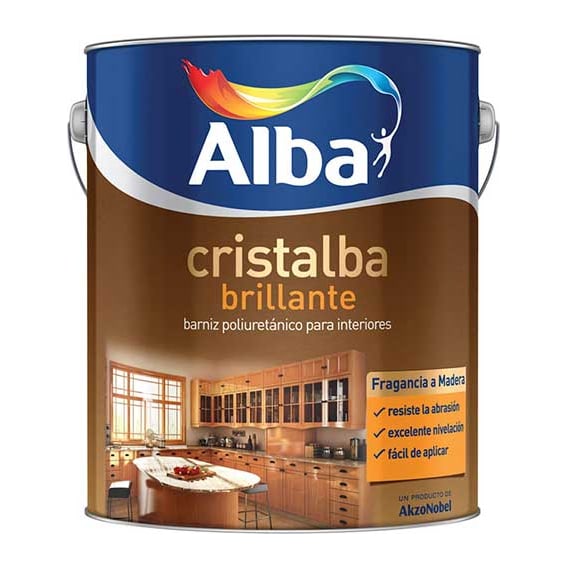 Alba
cristalba
brillante
barniz poliuretánico para interiores
Fragancia a Madera
resiste la abrasión
excelente nivelación
fácil de aplicar
UN PRODUCTO DE
AkzoNobel